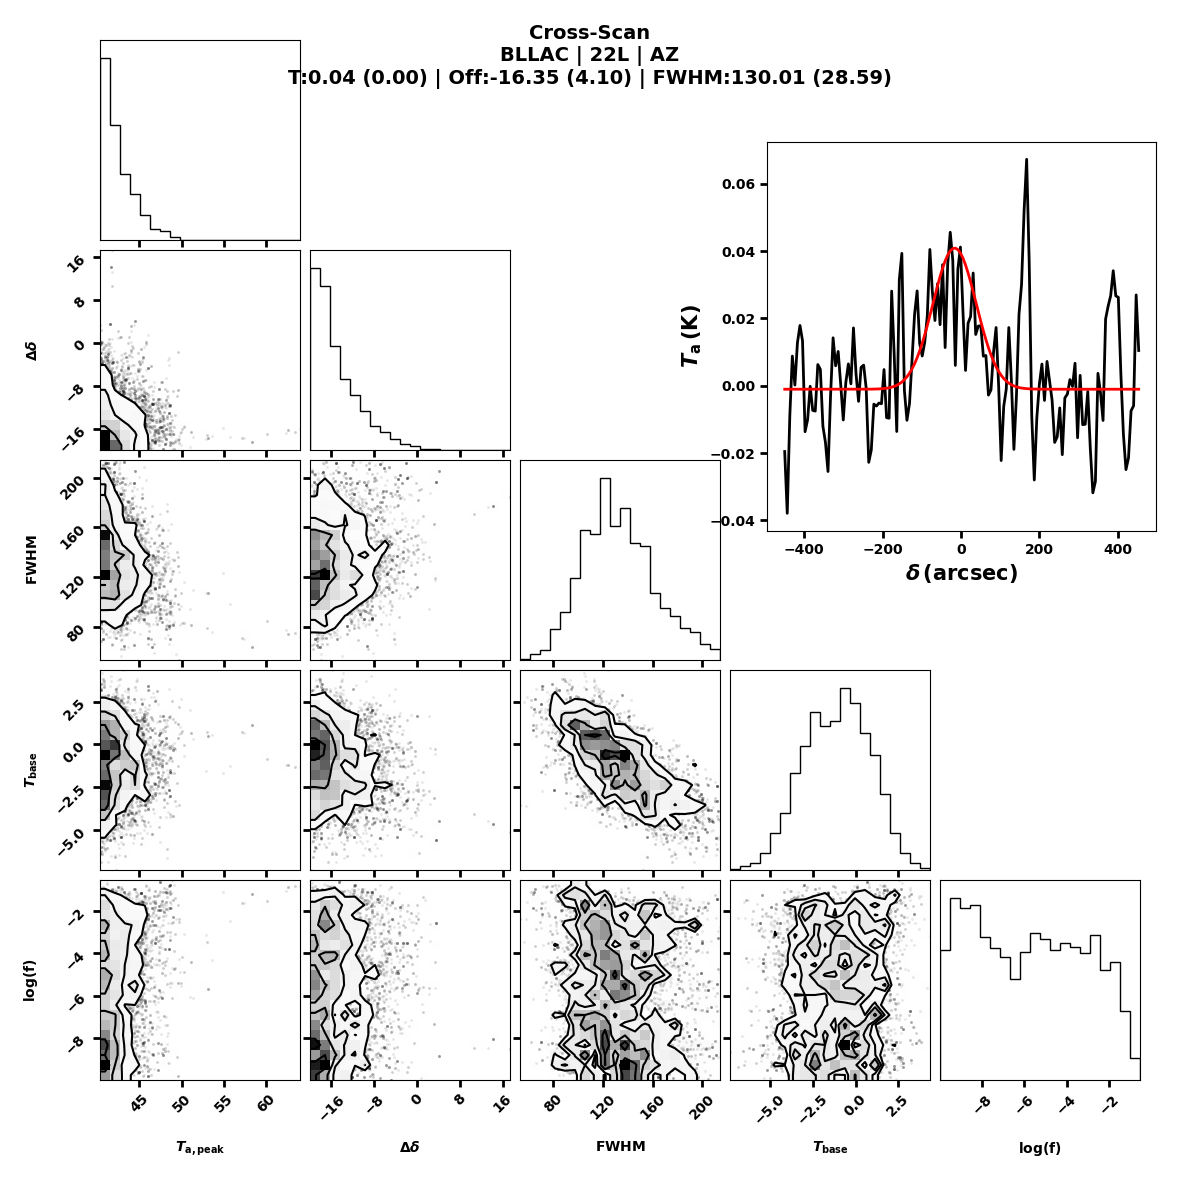 Cross-Scan
BLLAC | 22L | AZ
T:0.04 (0.00) | Off:-16.35 (4.10) | FWHM:130.01 (28.59)
0.06
0.04
0.02
0.00
−0.02
−0.04
Ta (K)
−400 −200 0 200 400
δ (arcsec)
16
8
0
−8
−16
Δδ
200
160
120
80
FWHM
2.5
0.0
−2.5
−5.0
Tbase
−2
−4
−6
−8
log(f)
45 50 55 60
−16 −8 0 8 16
80 120 160 200
−5.0 −2.5 0.0 2.5
−8 −6 −4 −2
Ta,peak Δδ FWHM Tbase log(f)